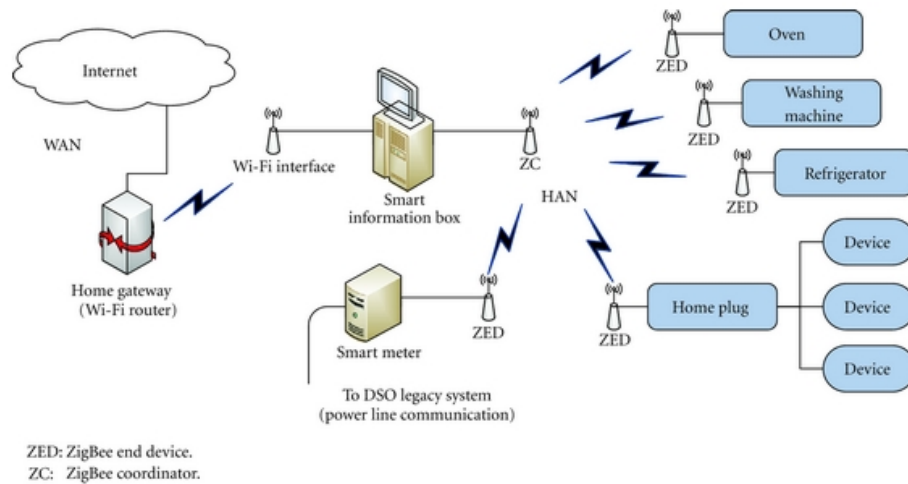 Internet
WAN
Wi-Fi interface
Smart
information box
ZC
HAN
Home gateway
(Wi-Fi router)
Smart meter
ZED
To DSO legacy system
(power line communication)
ZED
Oven
ZED
Washing
machine
ZED
Refrigerator
ZED
Home plug
Device
Device
Device
ZED: ZigBee end device.
ZC: ZigBee coordinator.